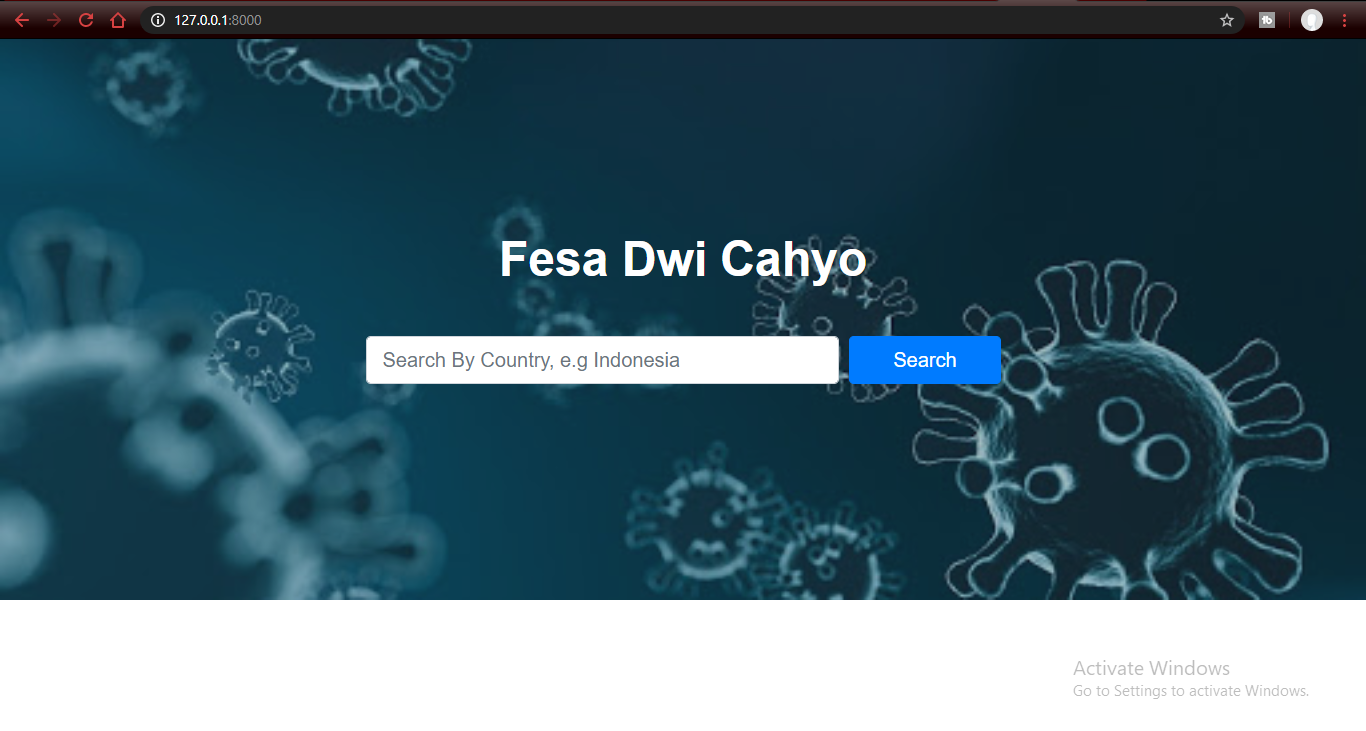 127.0.0.1:8000
Fesa Dwi Cahyo
Search By Country, e.g Indonesia
Search
Activate Windows
Go to Settings to activate Windows.